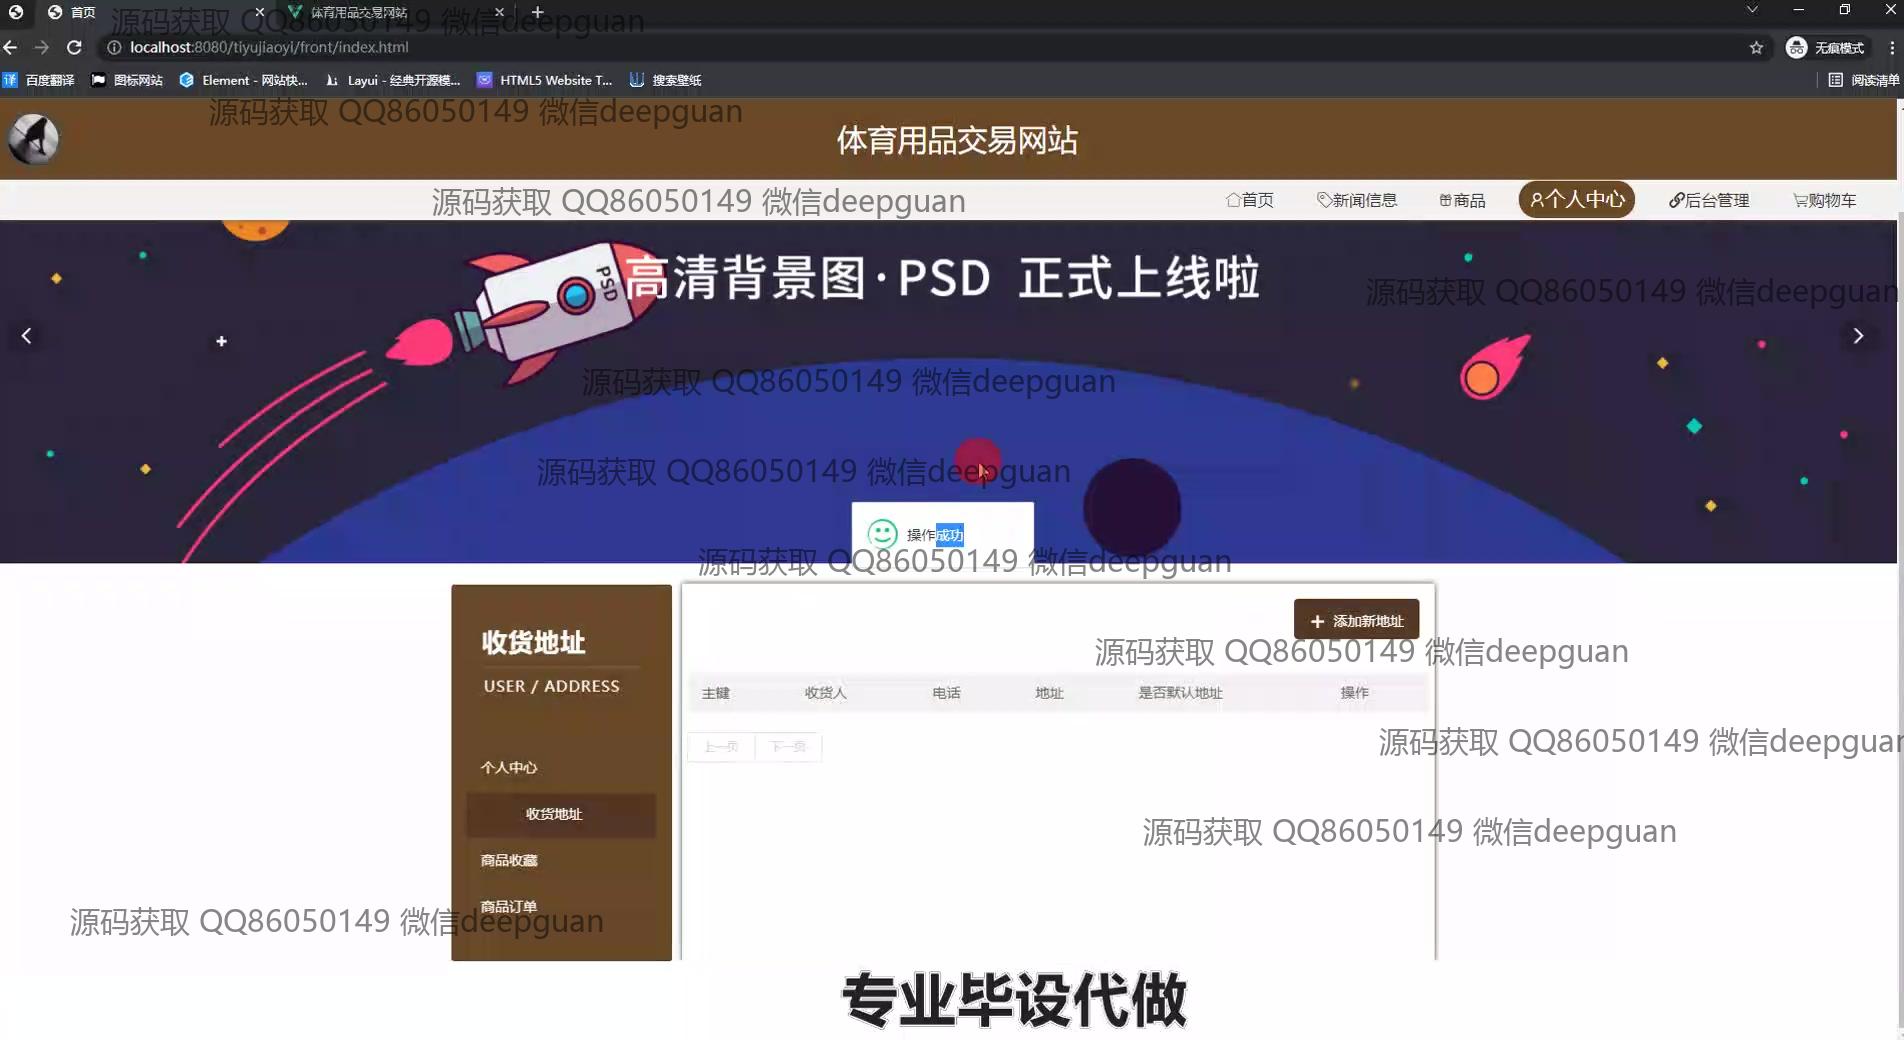 首页
体育用品交易网站
源码获取 QQ86050149 微信deepguan
localhost:8080/tiyujiaoyi/front/index.html
无痕模式
译 百度翻译
图标网站
Element - 网站快...
Layui - 经典开源模...
HTML5 Website T...
搜索壁纸
阅读清单
源码获取 QQ86050149 微信deepguan
体育用品交易网站
源码获取 QQ86050149 微信deepguan
首页
新闻信息
商品
个人中心
后台管理
购物车
PSD
高清背景图·PSD 正式上线啦
源码获取 QQ86050149 微信deepguan
源码获取 QQ86050149 微信deepguan
源码获取 QQ86050149 微信deepguan
操作成功
源码获取 QQ86050149 微信deepguan
收货地址
USER / ADDRESS
个人中心
收货地址
商品收藏
商品订单
+ 添加新地址
源码获取 QQ86050149 微信deepguan
主键 收货人 电话 地址 是否默认地址 操作
上一页 下一页
源码获取 QQ86050149 微信deepguan
源码获取 QQ86050149 微信deepguan
源码获取 QQ86050149 微信deepguan
专业毕设代做